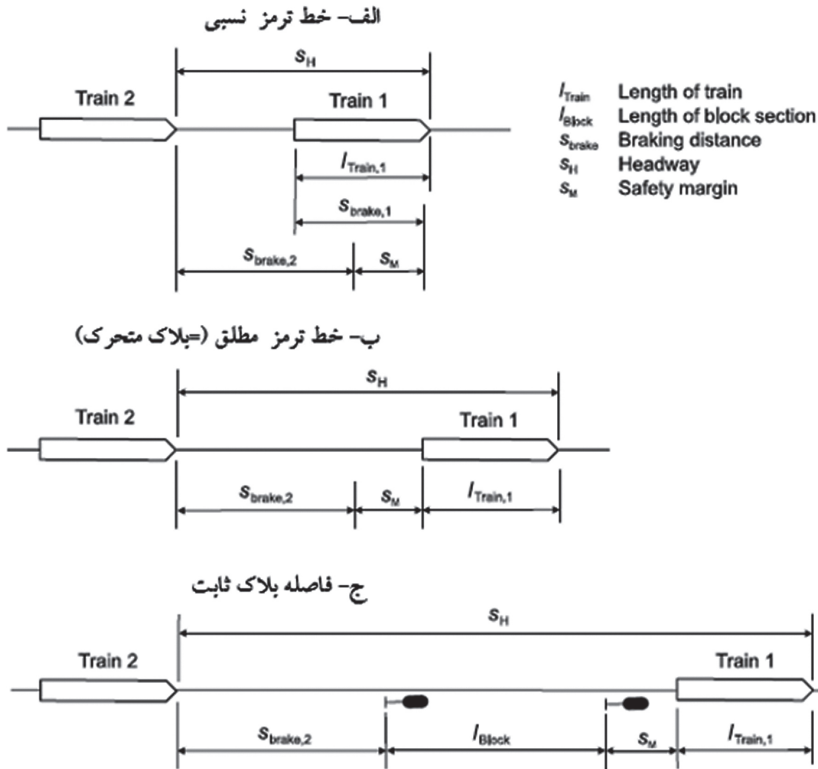 الف- خط ترمز نسبی
s_H
Train 2
Train 1
l_Train,1
s_brake,1
s_brake,2
s_M
l_Train Length of train
l_Block Length of block section
s_brake Braking distance
s_H Headway
s_M Safety margin
ب- خط ترمز مطلق (=بلاک متحرک)
s_H
Train 2
Train 1
s_brake,2
s_M
l_Train,1
ج- فاصله بلاک ثابت
s_H
Train 2
Train 1
s_brake,2
l_Block
s_M
l_Train,1